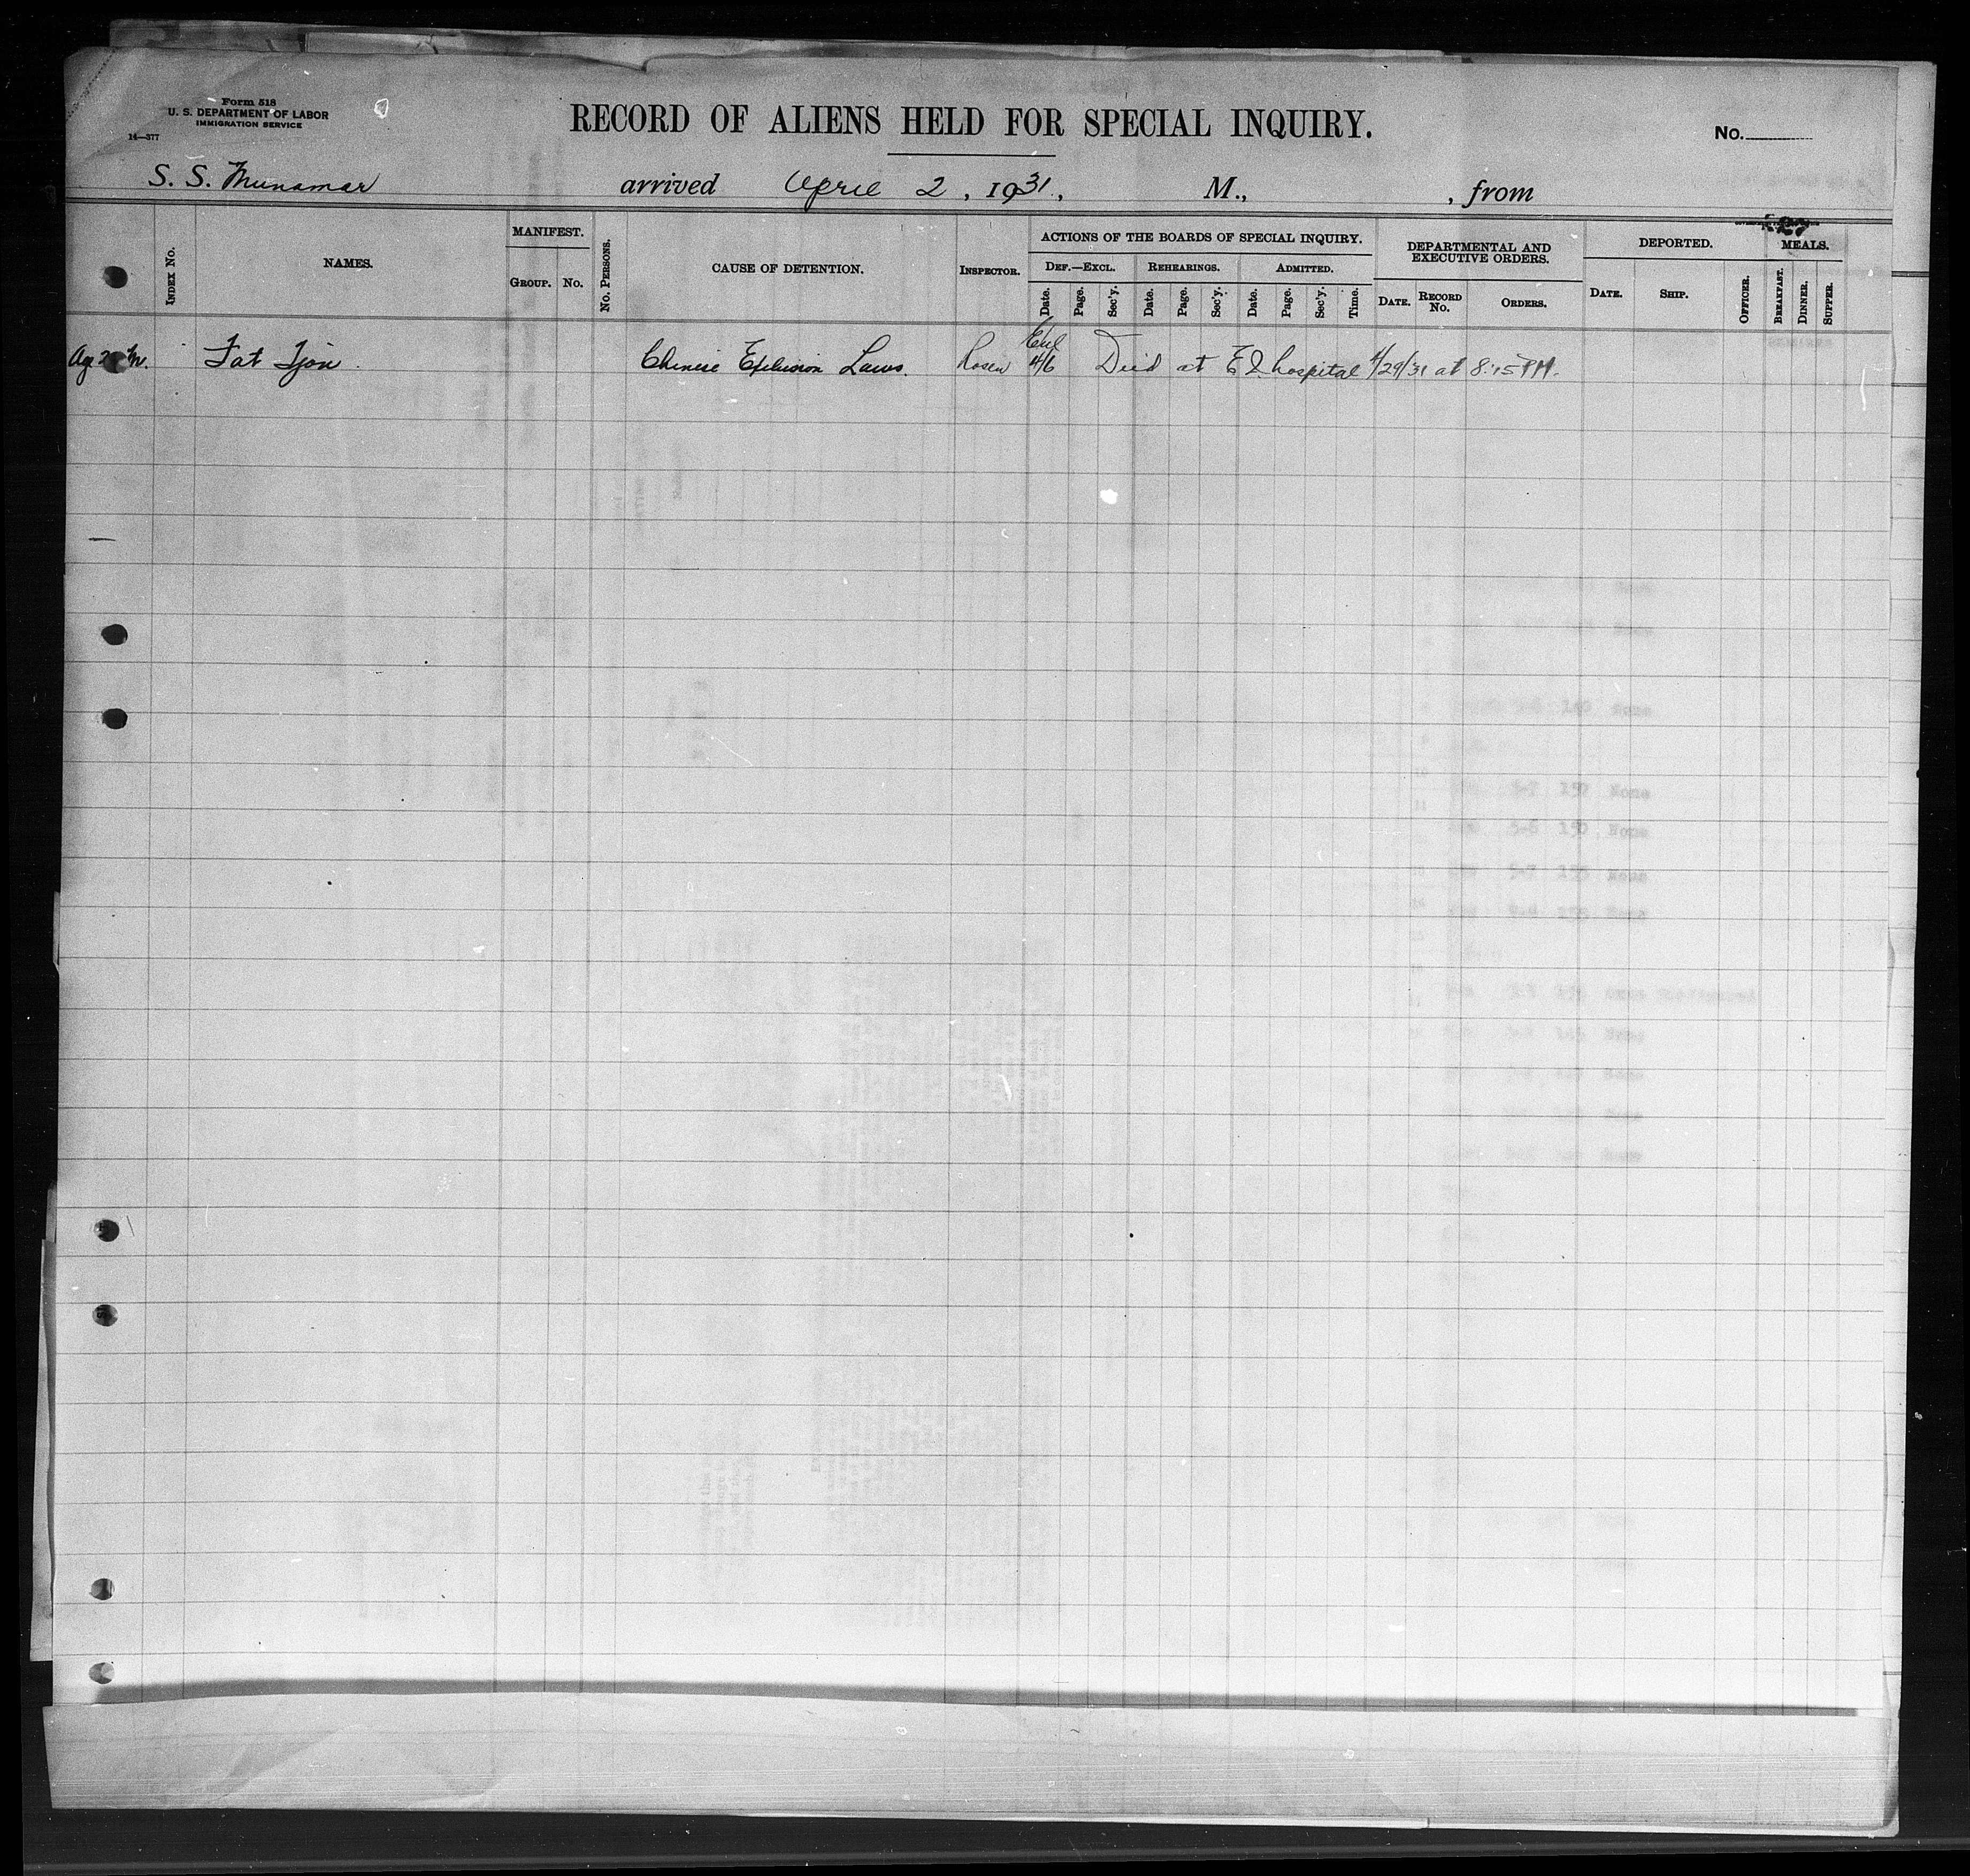 Form 518
U. S. DEPARTMENT OF LABOR
IMMIGRATION SERVICE
14—377
RECORD OF ALIENS HELD FOR SPECIAL INQUIRY.
No.
S. S. Munamar arrived April 2, 1931, M., , from
INDEX No. NAMES. MANIFEST. GROUP. No. No. PERSONS. CAUSE OF DETENTION. INSPECTOR. ACTIONS OF THE BOARDS OF SPECIAL INQUIRY. DEF.—EXCL. Date. Page. Sec'y. REHEARINGS. Date. Page. Sec'y. ADMITTED. Date. Page. Sec'y. Time. DEPARTMENTAL AND EXECUTIVE ORDERS. DATE. RECORD No. ORDERS. DEPORTED. DATE. SHIP. OFFICER. MEALS. BREAKFAST. DINNER. SUPPER.
Age M. Fat Tjon Chinese Exclusion Laws. Rosen Excl 4/6 Died at E I hospital 4/29/31 at 8:15 PM.